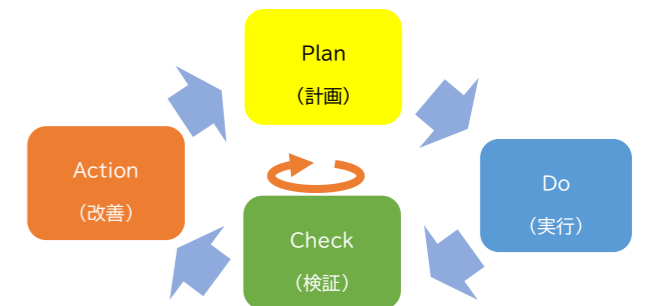 Plan
（計画）
Do
（実行）
Check
（検証）
Action
（改善）